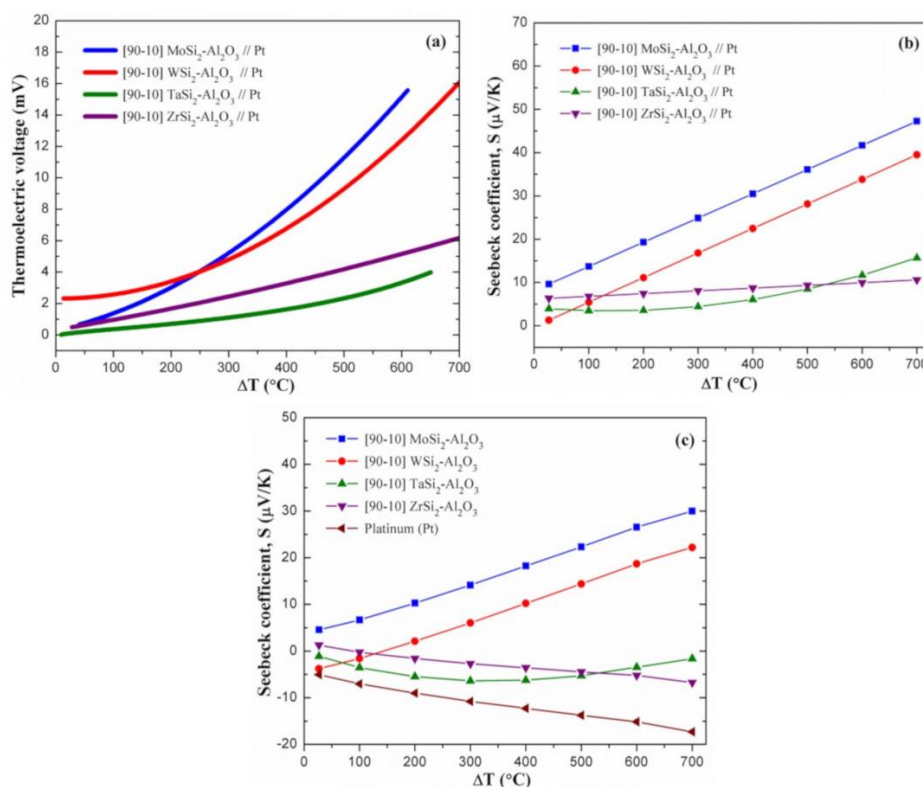 (a)
[90-10] MoSi₂-Al₂O₃ // Pt
[90-10] WSi₂-Al₂O₃ // Pt
[90-10] TaSi₂-Al₂O₃ // Pt
[90-10] ZrSi₂-Al₂O₃ // Pt
Thermoelectric voltage (mV)
20
18
16
14
12
10
8
6
4
2
0
0 100 200 300 400 500 600 700
ΔT (°C)
(b)
[90-10] MoSi₂-Al₂O₃ // Pt
[90-10] WSi₂-Al₂O₃ // Pt
[90-10] TaSi₂-Al₂O₃ // Pt
[90-10] ZrSi₂-Al₂O₃ // Pt
Seebeck coefficient, S (μV/K)
70
60
50
40
30
20
10
0
0 100 200 300 400 500 600 700
ΔT (°C)
(c)
[90-10] MoSi₂-Al₂O₃
[90-10] WSi₂-Al₂O₃
[90-10] TaSi₂-Al₂O₃
[90-10] ZrSi₂-Al₂O₃
Platinum (Pt)
Seebeck coefficient, S (μV/K)
50
40
30
20
10
0
-10
-20
0 100 200 300 400 500 600 700
ΔT (°C)